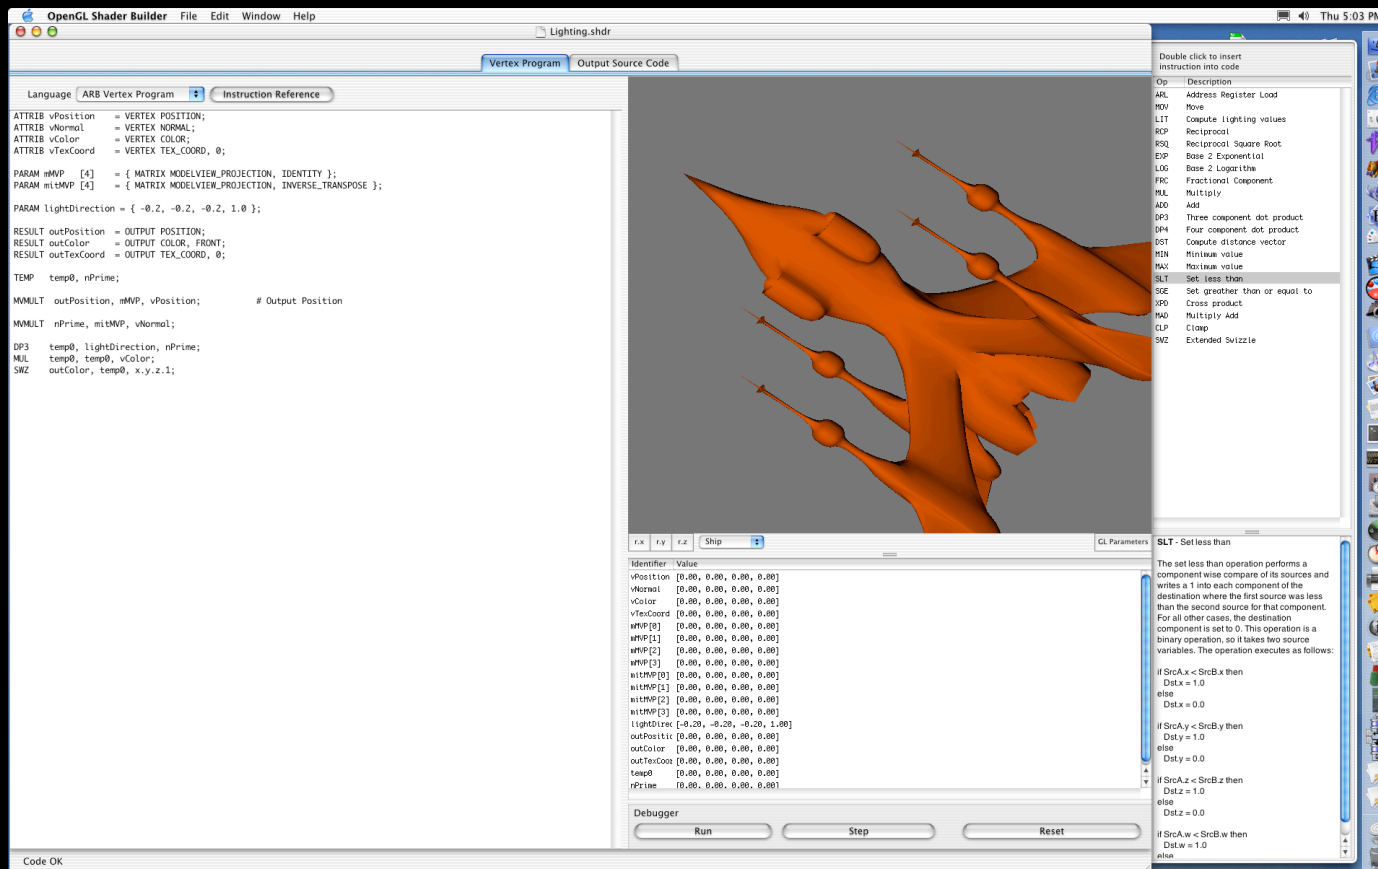 OpenGL Shader Builder File Edit Window Help
Thu 5:03 PM
Lighting.shdr
Vertex Program Output Source Code
Language ARB Vertex Program Instruction Reference
ATTRIB vPosition = VERTEX POSITION;
ATTRIB vNormal = VERTEX NORMAL;
ATTRIB vColor = VERTEX COLOR;
ATTRIB vTexCoord = VERTEX TEX_COORD, 0;
PARAM mMVP [4] = { MATRIX MODELVIEW_PROJECTION, IDENTITY };
PARAM mitMVP [4] = { MATRIX MODELVIEW_PROJECTION, INVERSE_TRANSPOSE };
PARAM lightDirection = { -0.2, -0.2, -0.2, 1.0 };
RESULT outPosition = OUTPUT POSITION;
RESULT outColor = OUTPUT COLOR, FRONT;
RESULT outTexCoord = OUTPUT TEX_COORD, 0;
TEMP temp0, nPrime;
MVMULT outPosition, mMVP, vPosition; # Output Position
MVMULT nPrime, mitMVP, vNormal;
DP3 temp0, lightDirection, nPrime;
MUL temp0, temp0, vColor;
SWZ outColor, temp0, x.y.z.1;
r.x r.y r.z Ship GL Parameters
Identifier Value
vPosition [0.00, 0.00, 0.00, 0.00]
vNormal [0.00, 0.00, 0.00, 0.00]
vColor [0.00, 0.00, 0.00, 0.00]
vTexCoord [0.00, 0.00, 0.00, 0.00]
mMVP[0] [0.00, 0.00, 0.00, 0.00]
mMVP[1] [0.00, 0.00, 0.00, 0.00]
mMVP[2] [0.00, 0.00, 0.00, 0.00]
mMVP[3] [0.00, 0.00, 0.00, 0.00]
mitMVP[0] [0.00, 0.00, 0.00, 0.00]
mitMVP[1] [0.00, 0.00, 0.00, 0.00]
mitMVP[2] [0.00, 0.00, 0.00, 0.00]
mitMVP[3] [0.00, 0.00, 0.00, 0.00]
lightDirec [-0.20, -0.20, -0.20, 1.00]
outPositic [0.00, 0.00, 0.00, 0.00]
outColor [0.00, 0.00, 0.00, 0.00]
outTexCoor [0.00, 0.00, 0.00, 0.00]
temp0 [0.00, 0.00, 0.00, 0.00]
nPrime [0.00, 0.00, 0.00, 0.00]
Debugger
Run Step Reset
Code OK
Double click to insert
instruction into code
Op Description
ARL Address Register Load
MOV Move
LIT Compute lighting values
RCP Reciprocal
RSQ Reciprocal Square Root
EXP Base 2 Exponential
LOG Base 2 Logarithm
FRC Fractional Component
MUL Multiply
ADD Add
DP3 Three component dot product
DP4 Four component dot product
DST Compute distance vector
MIN Minimum value
MAX Maximum value
SLT Set less than
SGE Set greather than or equal to
XPD Cross product
MAD Multiply Add
CLP Clamp
SWZ Extended Swizzle
SLT - Set less than
The set less than operation performs a
component wise compare of its sources and
writes a 1 into each component of the
destination where the first source was less
than the second source for that component.
For all other cases, the destination
component is set to 0. This operation is a
binary operation, so it takes two source
variables. The operation executes as follows:
if SrcA.x < SrcB.x then
Dst.x = 1.0
else
Dst.x = 0.0
if SrcA.y < SrcB.y then
Dst.y = 1.0
else
Dst.y = 0.0
if SrcA.z < SrcB.z then
Dst.z = 1.0
else
Dst.z = 0.0
if SrcA.w < SrcB.w then
Dst.w = 1.0
else